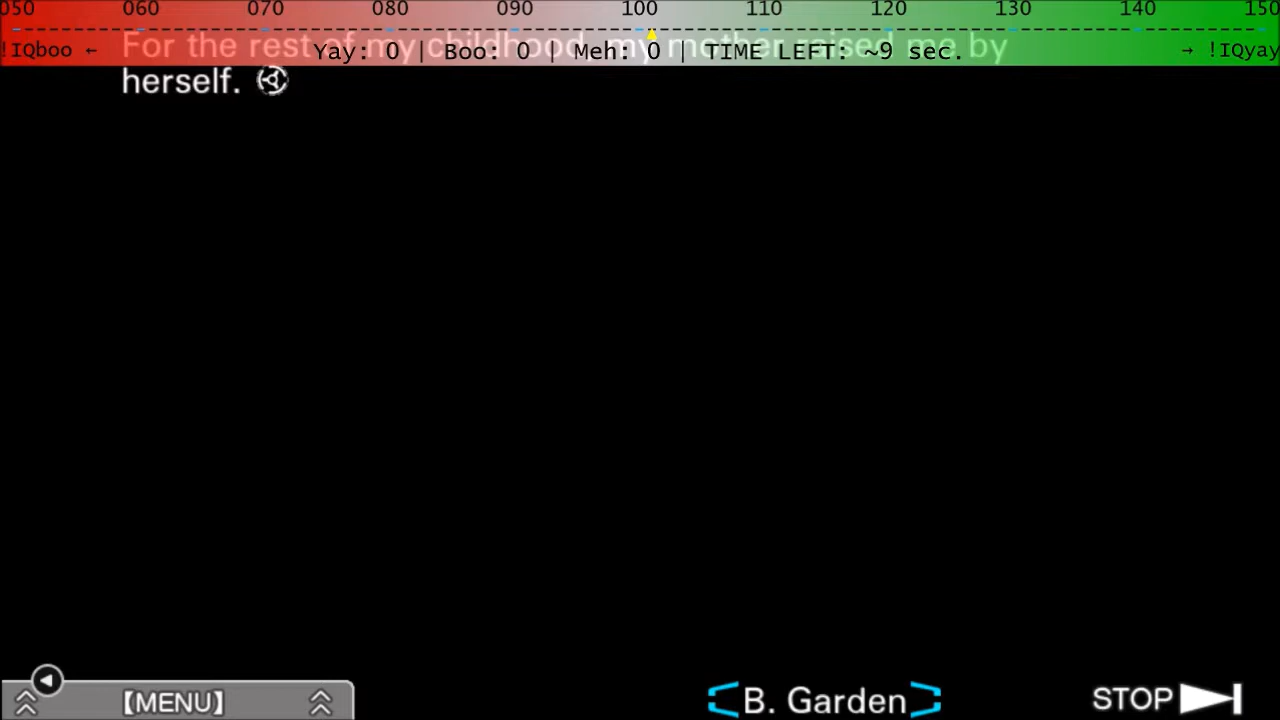 050 060 070 080 090 100 110 120 130 140 150
For the rest of my childhood, my mother raised me by
!IQboo ← Yay: 0 | Boo: 0 | Meh: 0 | TIME LEFT: ~9 sec. → !IQyay
herself.
【MENU】 B. Garden STOP